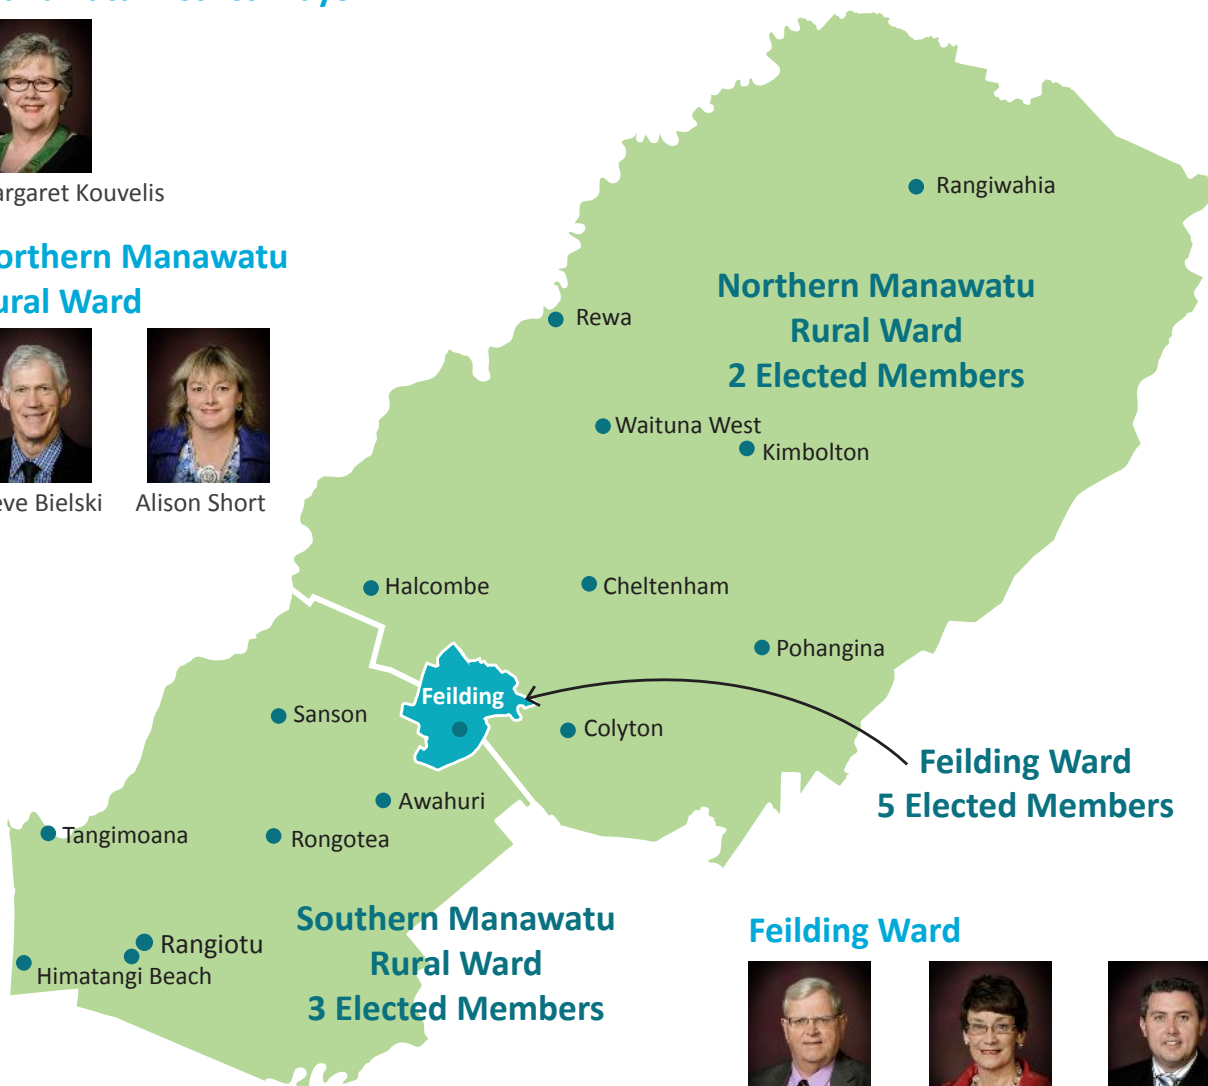 argaret Kouvelis
orthern Manawatu
ural Ward
eve Bielski
Alison Short
Rangiwahia
Northern Manawatu
Rural Ward
2 Elected Members
Rewa
Waituna West
Kimbolton
Halcombe
Cheltenham
Pohangina
Feilding
Sanson
Colyton
Feilding Ward
5 Elected Members
Awahuri
Tangimoana
Rongotea
Southern Manawatu
Rural Ward
3 Elected Members
Rangiotu
Himatangi Beach
Feilding Ward